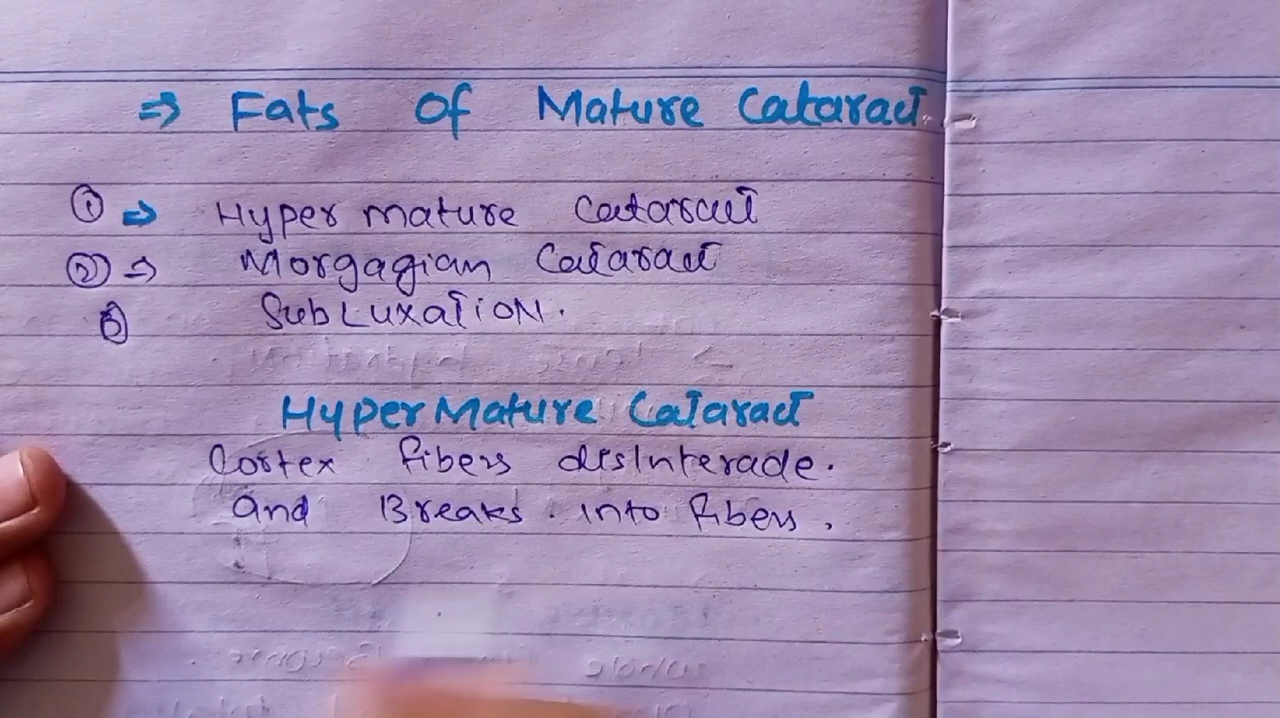 ⇒ Fats Of Mature Cataract
① ⇒ Hyper mature Cataract
② ⇒ Morgagian Cataract
③ SubLuxation.
HyperMature Cataract
Cortex fibers disInterade.
and Breaks. into fibers.